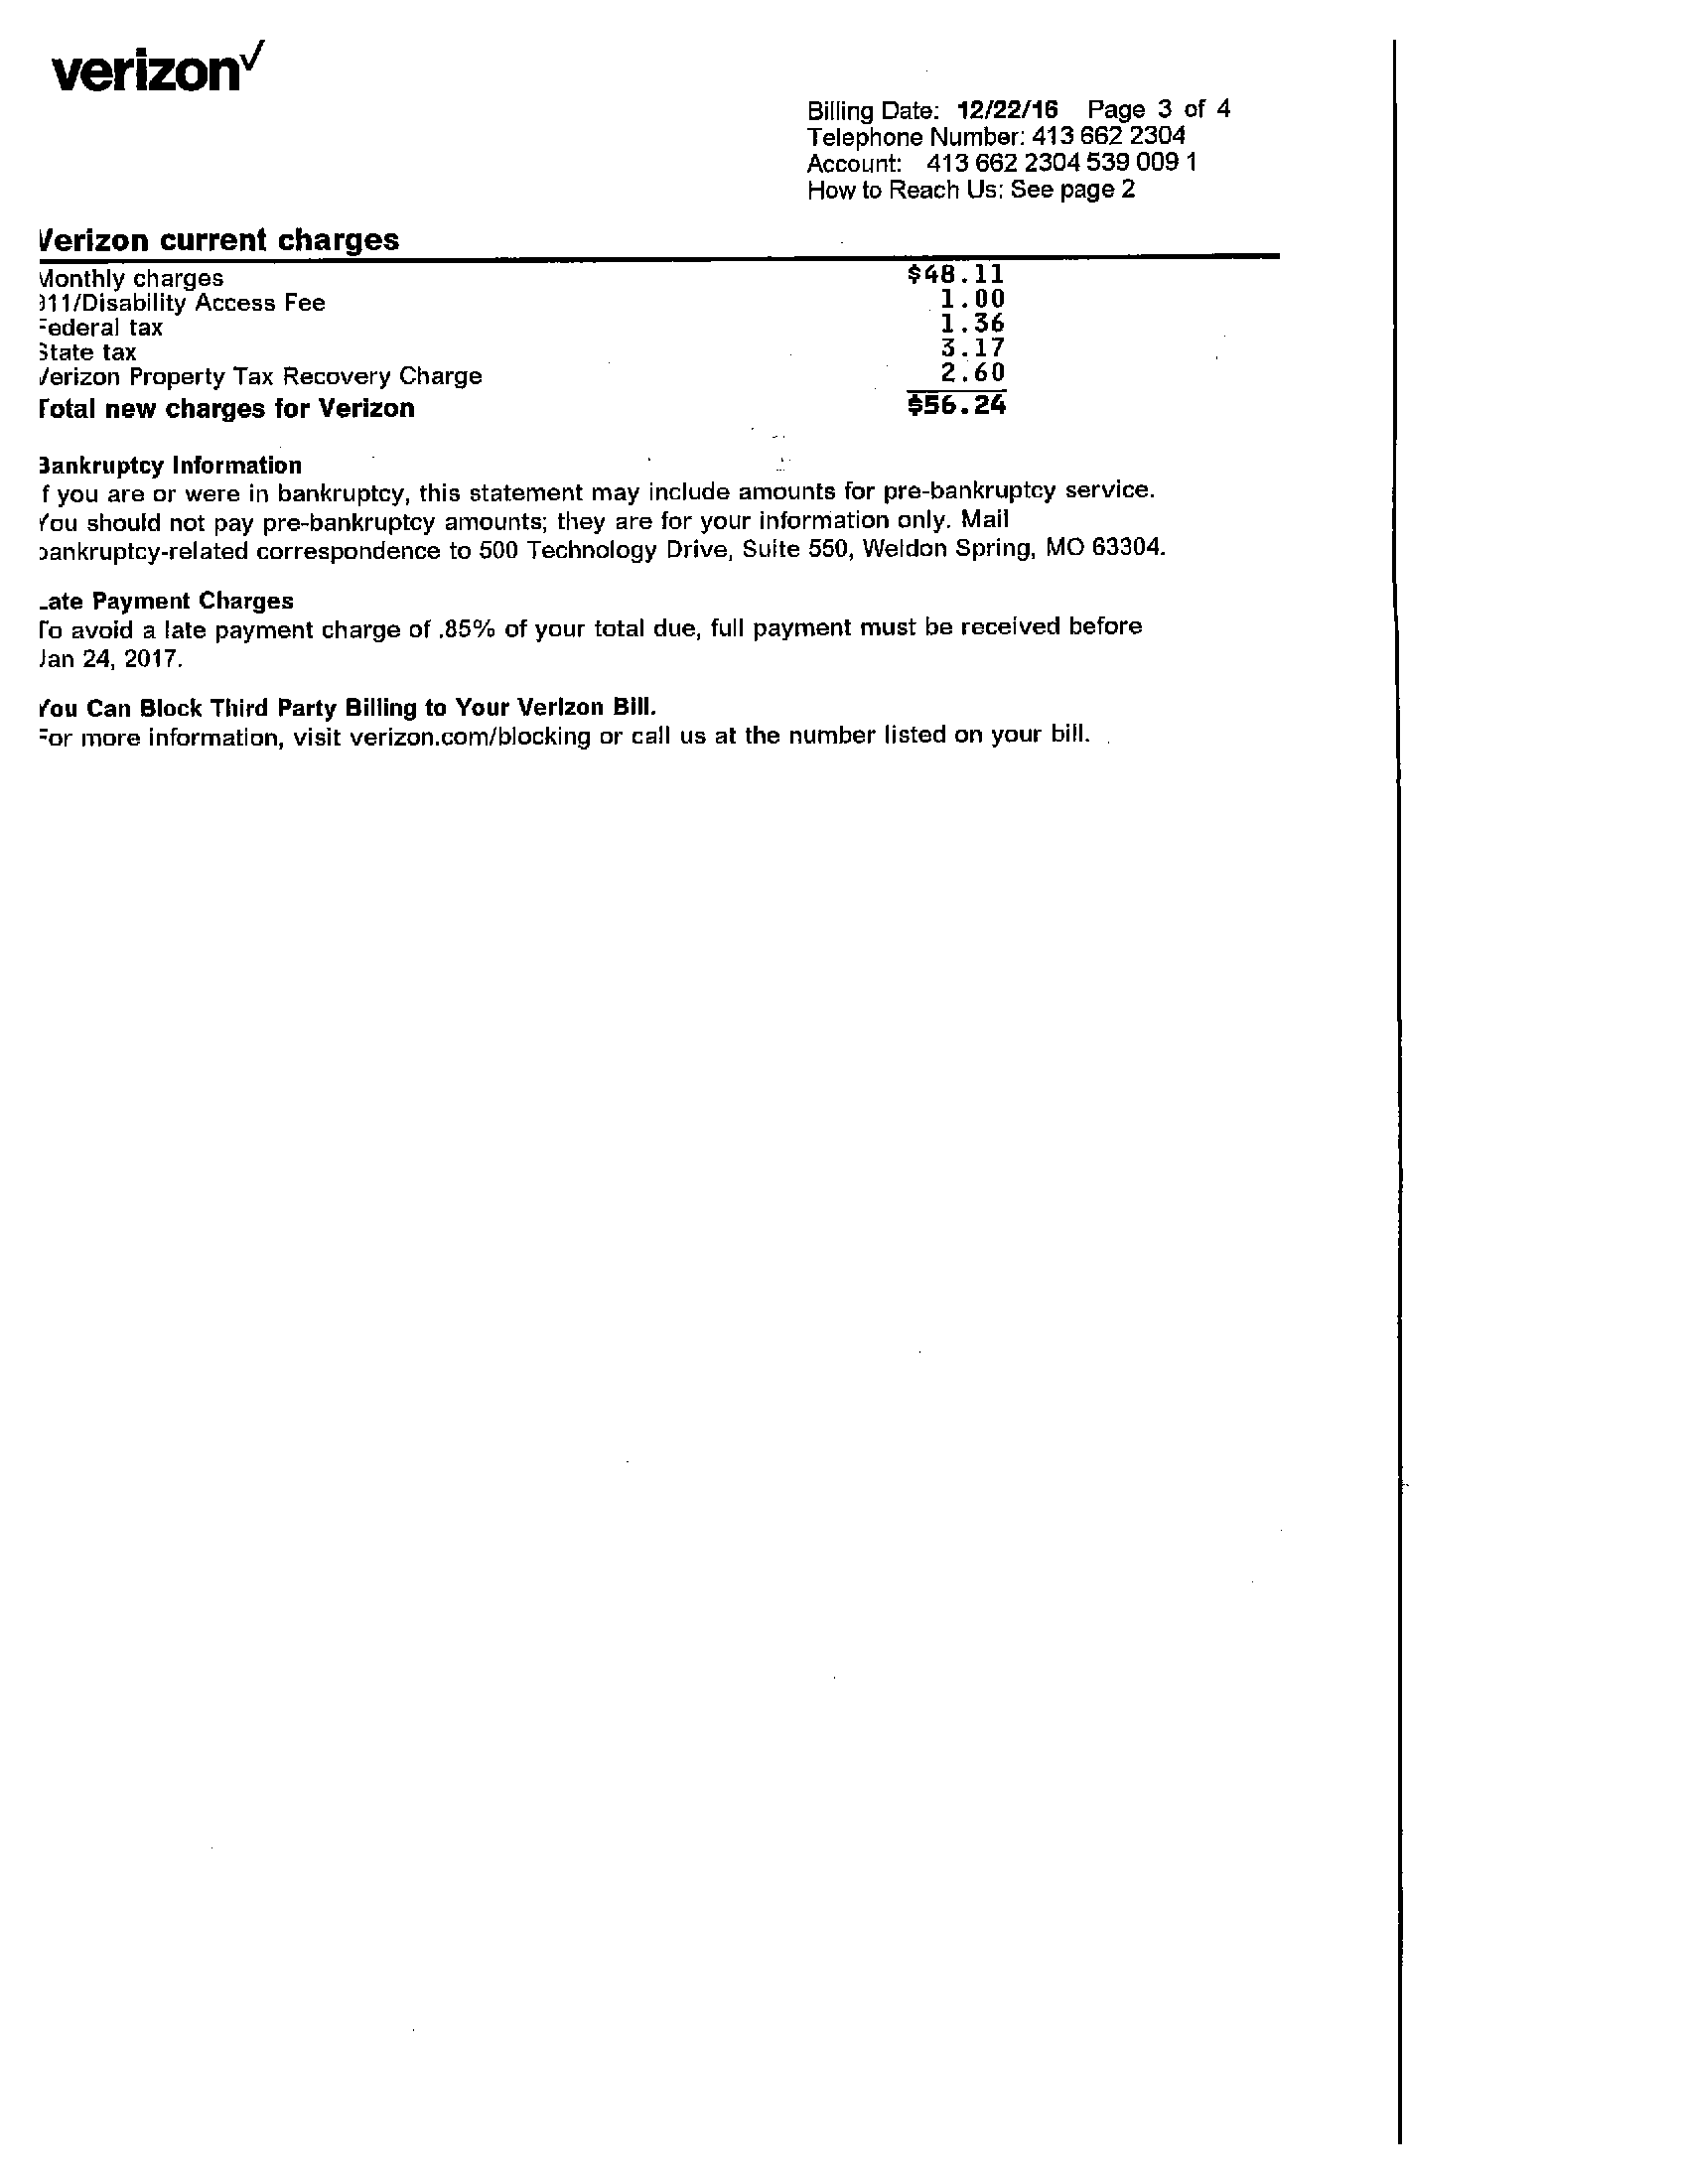 verizon✓
Billing Date: 12/22/16 Page 3 of 4
Telephone Number: 413 662 2304
Account: 413 662 2304 539 009 1
How to Reach Us: See page 2
Verizon current charges
Monthly charges $48.11
911/Disability Access Fee 1.00
Federal tax 1.36
State tax 3.17
Verizon Property Tax Recovery Charge 2.60
Total new charges for Verizon $56.24
Bankruptcy Information
If you are or were in bankruptcy, this statement may include amounts for pre-bankruptcy service.
You should not pay pre-bankruptcy amounts; they are for your information only. Mail
bankruptcy-related correspondence to 500 Technology Drive, Suite 550, Weldon Spring, MO 63304.
Late Payment Charges
To avoid a late payment charge of .85% of your total due, full payment must be received before
Jan 24, 2017.
You Can Block Third Party Billing to Your Verizon Bill.
For more information, visit verizon.com/blocking or call us at the number listed on your bill.